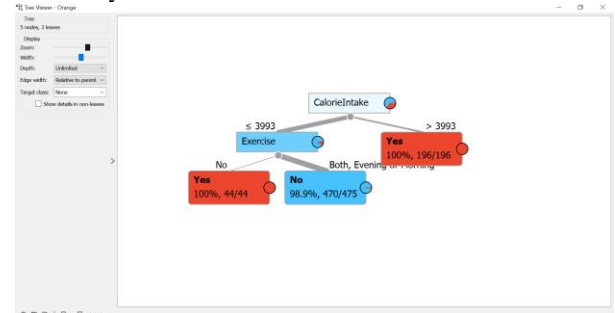 Tree Viewer - Orange
Tree
5 nodes, 3 leaves
Display
Zoom:
Width:
Depth: Unlimited
Edge width: Relative to parent
Target class: None
Show details in non-leaves
CalorieIntake
≤ 3993
> 3993
Exercise
Yes
100%, 196/196
No
Both, Evening or Morning
Yes
100%, 44/44
No
98.9%, 470/475